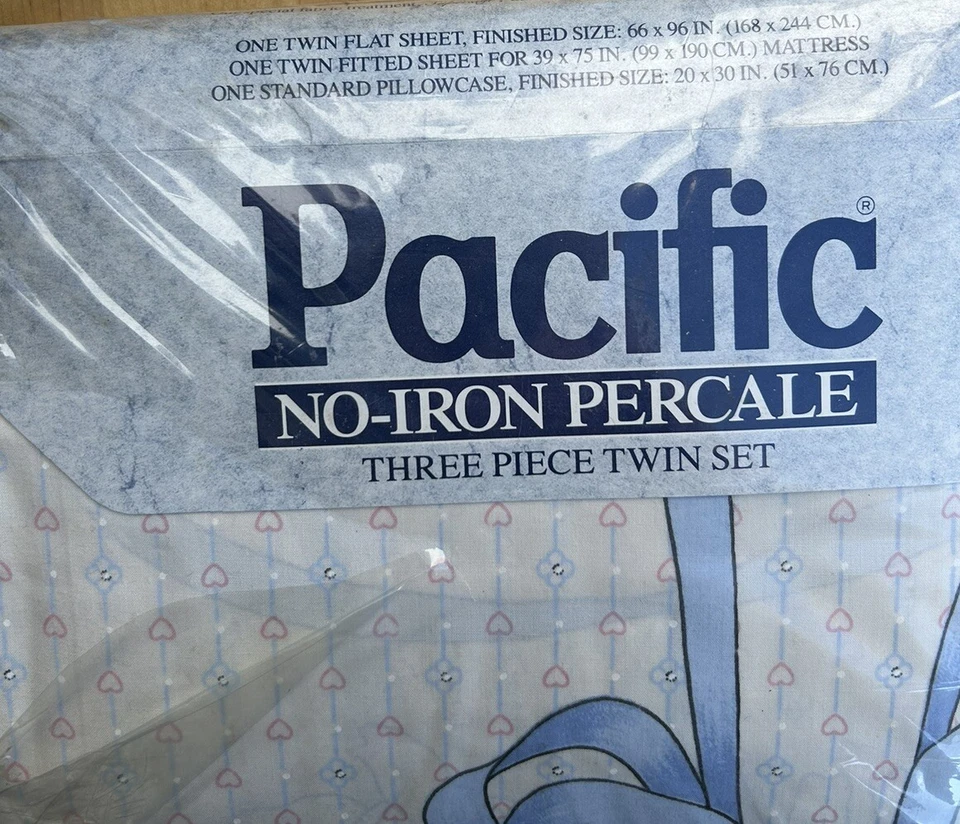 fabric treatment.
ONE TWIN FLAT SHEET, FINISHED SIZE: 66 x 96 IN. (168 x 244 CM.)
ONE TWIN FITTED SHEET FOR 39 x 75 IN. (99 x 190 CM.) MATTRESS
ONE STANDARD PILLOWCASE, FINISHED SIZE: 20 x 30 IN. (51 x 76 CM.)
Pacific®
NO-IRON PERCALE
THREE PIECE TWIN SET